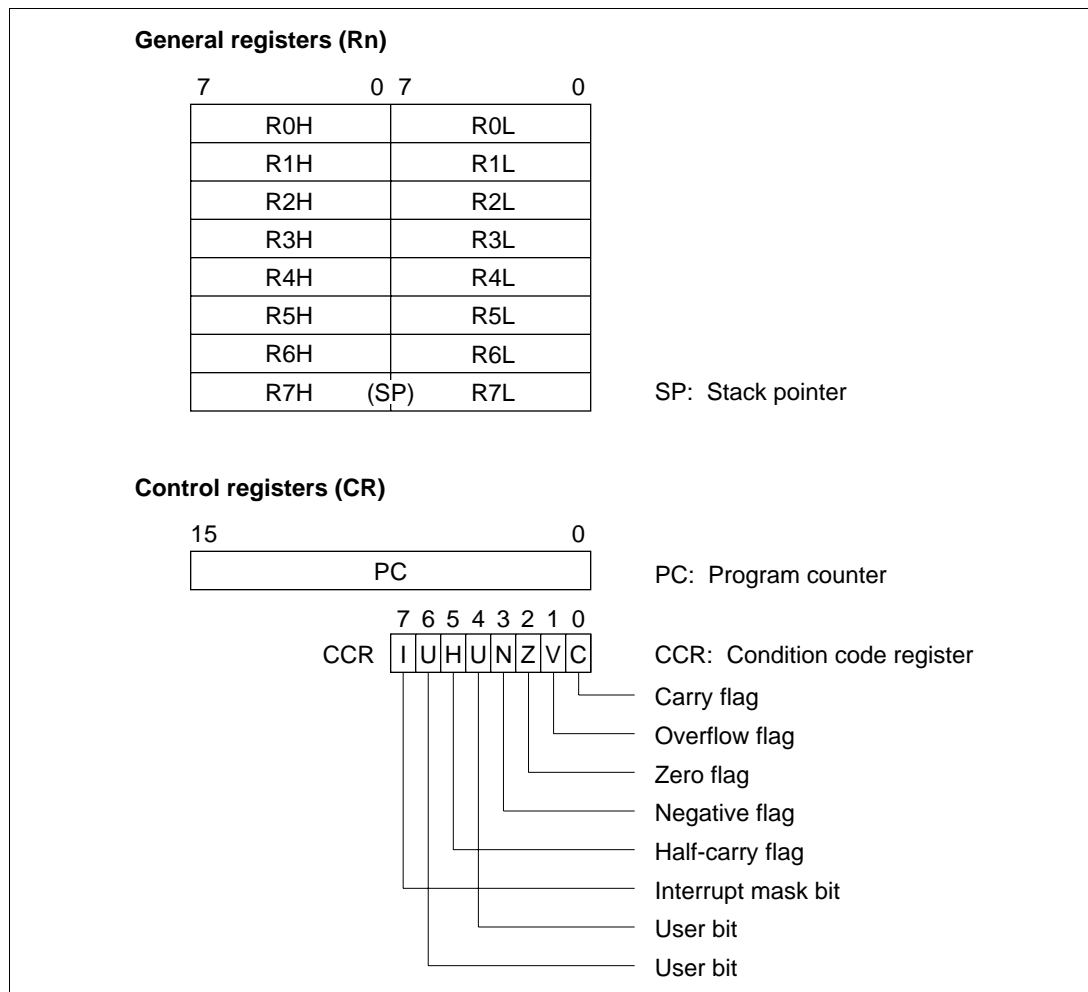 General registers (Rn)
7 0 7 0
R0H R0L
R1H R1L
R2H R2L
R3H R3L
R4H R4L
R5H R5L
R6H R6L
R7H (SP) R7L SP: Stack pointer
Control registers (CR)
15 0
PC PC: Program counter
7 6 5 4 3 2 1 0
CCR I U H U N Z V C CCR: Condition code register
Carry flag
Overflow flag
Zero flag
Negative flag
Half-carry flag
Interrupt mask bit
User bit
User bit